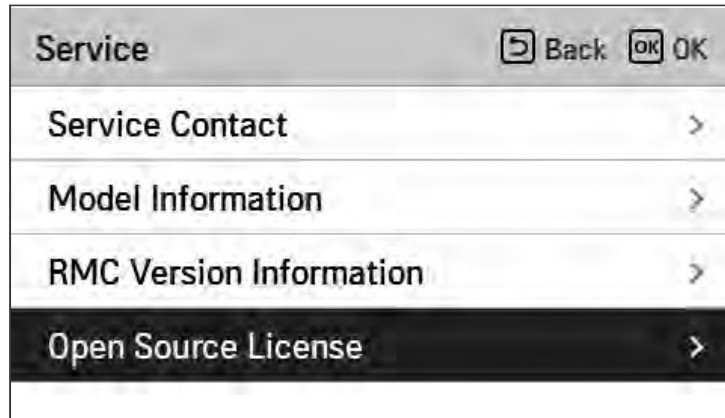 Service Back OK OK
Service Contact >
Model Information >
RMC Version Information >
Open Source License >